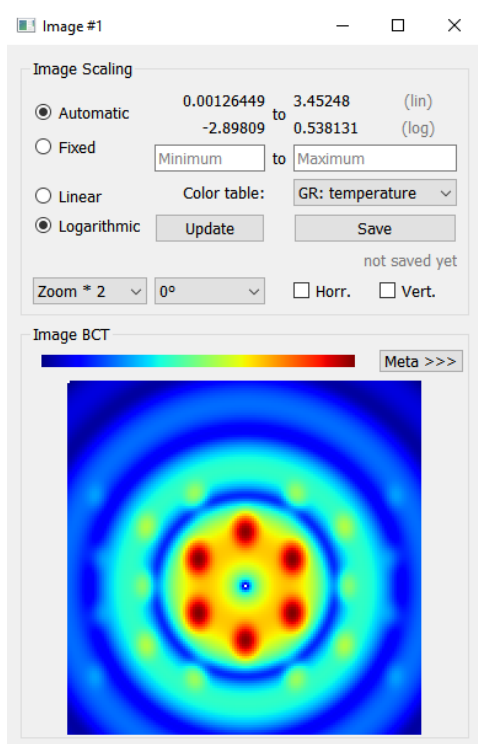 Image #1
Image Scaling
Automatic
0.00126449 to 3.45248 (lin)
-2.89809 0.538131 (log)
Fixed
Minimum to Maximum
Linear
Color table: GR: temperature
Logarithmic Update Save
not saved yet
Zoom * 2 0º Horr. Vert.
Image BCT
Meta >>>